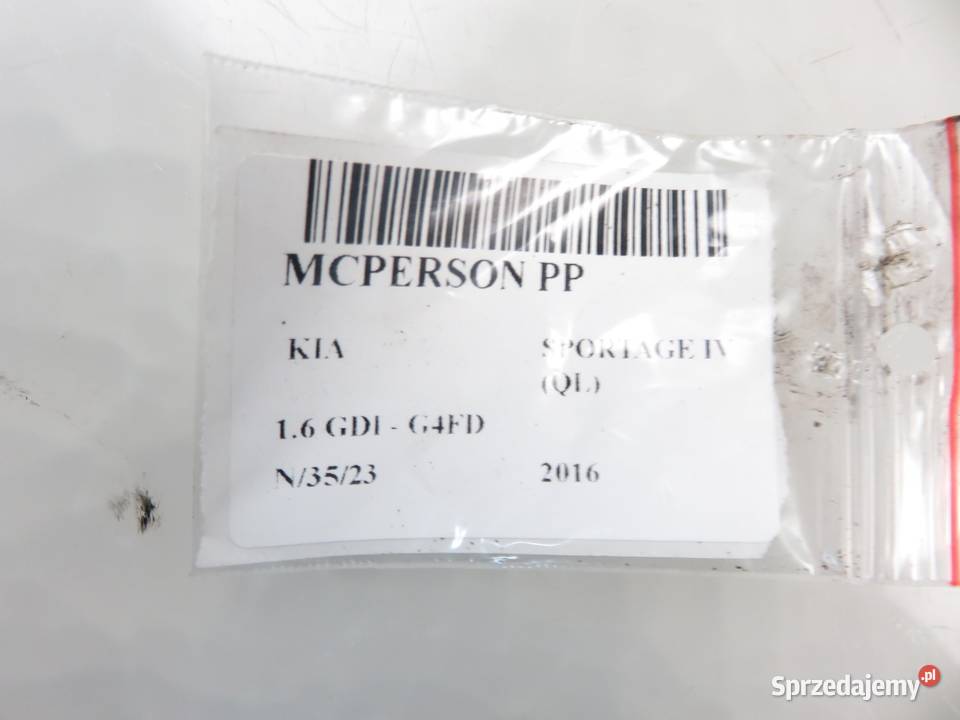 MCPERSON PP
KIA SPORTAGE IV
(QL)
1.6 GDI - G4FD
N/35/23 2016
Sprzedajemy.pl